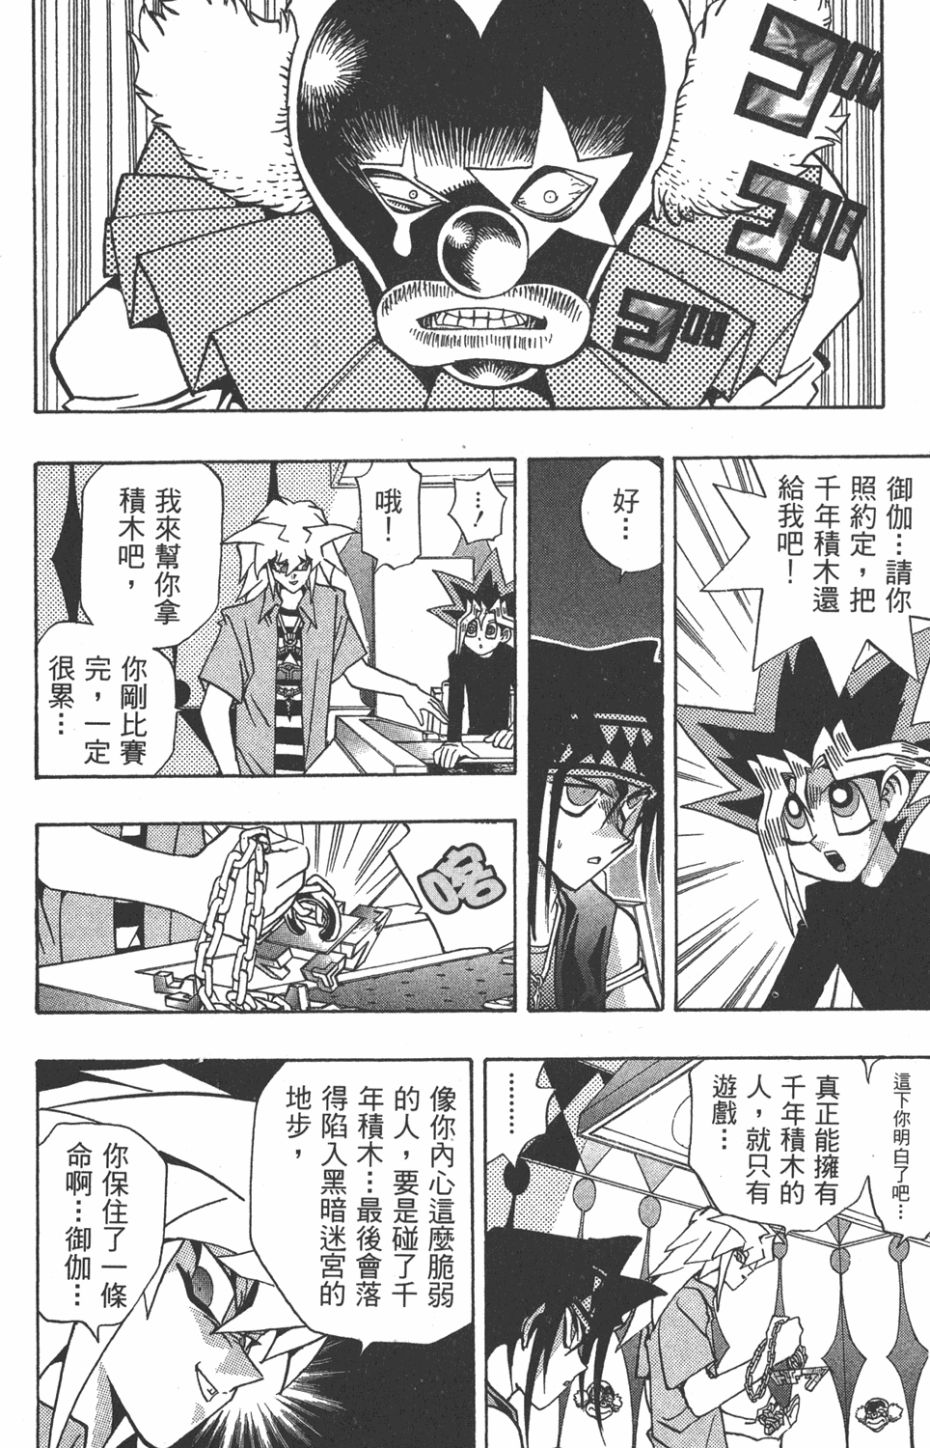 ゴゴ
ゴゴ
ゴゴ
御伽…請你
照約定，把
千年積木還
給我吧！
好…
…！
哦！
我來幫你拿
積木吧，
你剛比賽
完，一定
很累…
喀
這下你明白了吧…
真正能擁有
千年積木的
人，就只有
遊戲…
………
像你內心這麼脆弱
的人，要是碰了千
年積木…最後會落
得陷入黑暗迷宮的
地步，
你保住了一條
命啊…御伽…